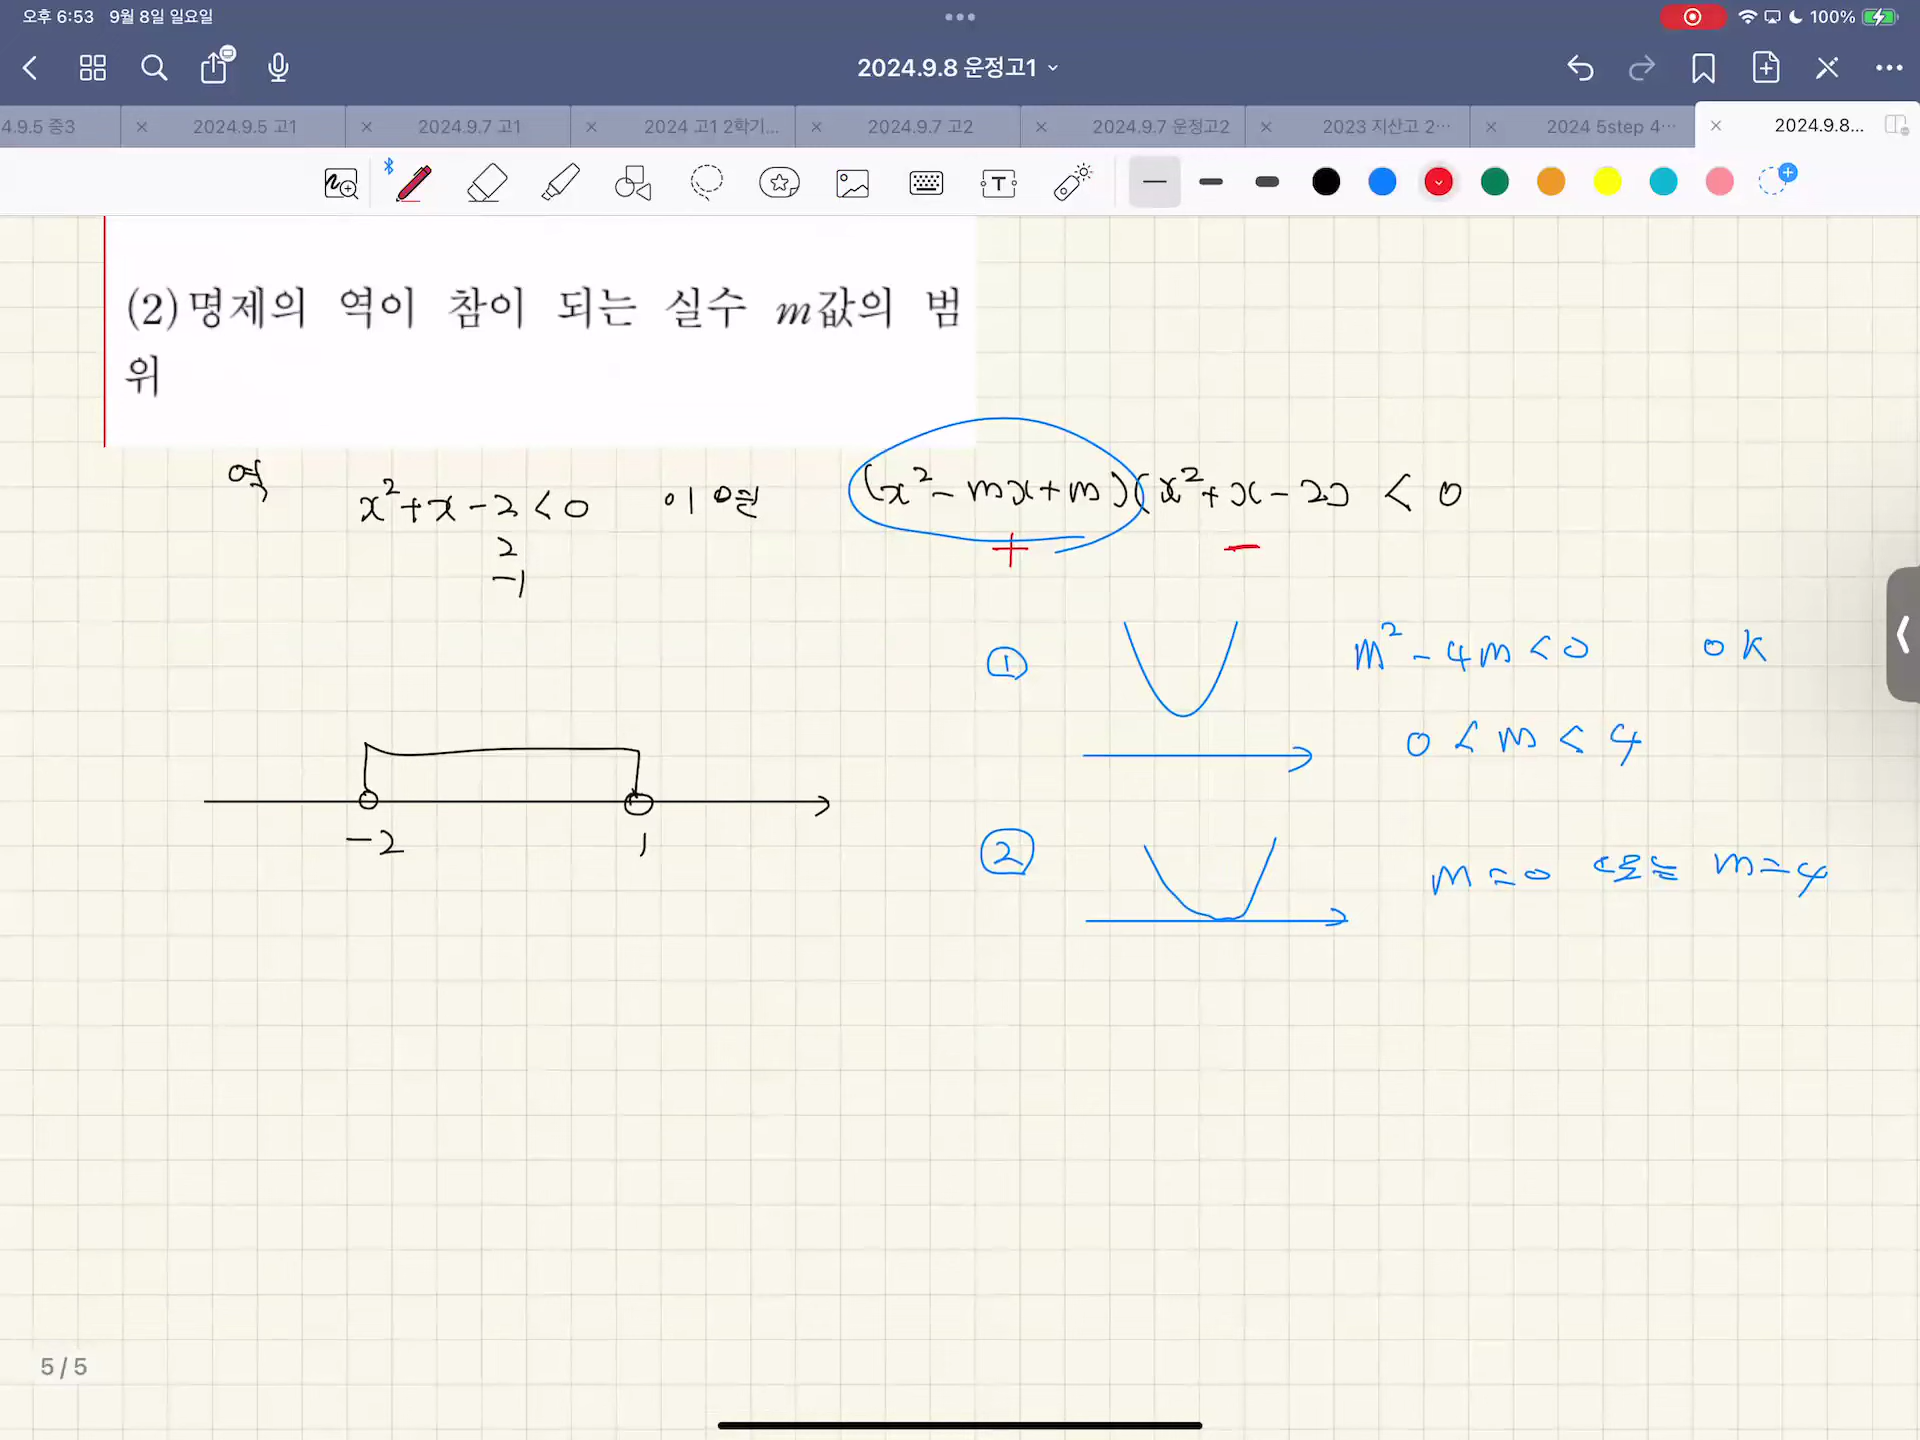 오후 6:53 9월 8일 일요일
100%
2024.9.8 운정고1
4.9.5 중3
2024.9.5 고1
2024.9.7 고1
2024 고1 2학기...
2024.9.7 고2
2024.9.7 운정고2
2023 지산고 2...
2024 5step 4...
2024.9.8...
(2) 명제의 역이 참이 되는 실수 m값의 범
위
역
x²+x-2<0 이면 (x²-mx+m)(x²+x-2) < 0
2
-1
+ -
① m²-4m<0 ok
0<m<4
-2 1
② m=0 또는 m=4
5/5